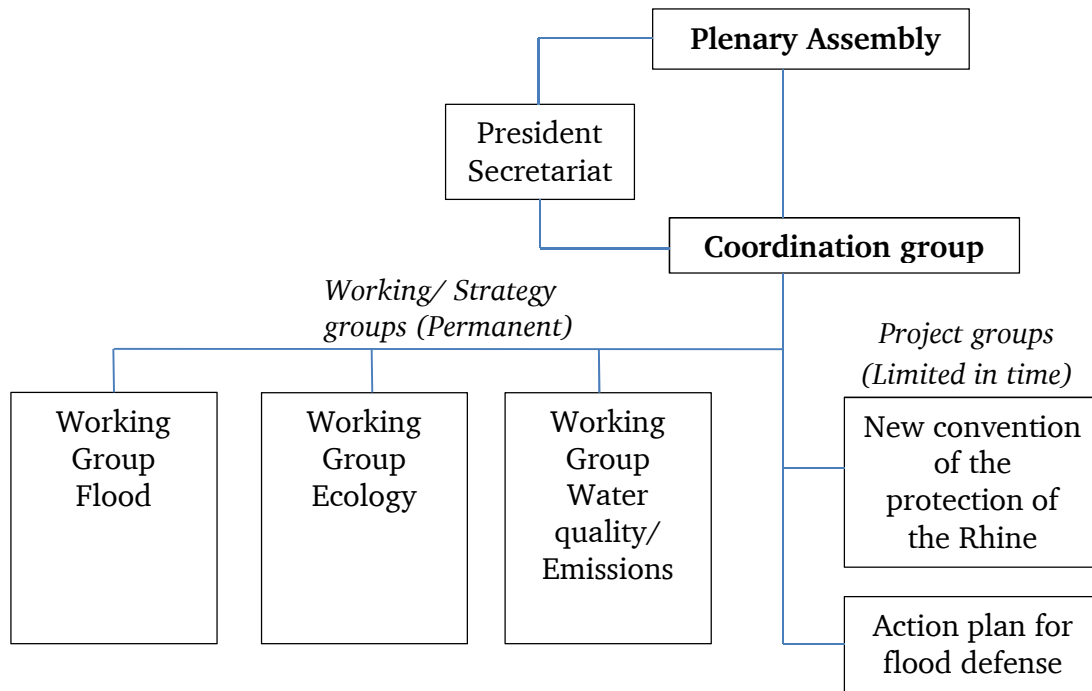 Plenary Assembly
President
Secretariat
Coordination group
Working/ Strategy
groups (Permanent)
Project groups
(Limited in time)
Working
Group
Flood
Working
Group
Ecology
Working
Group
Water
quality/
Emissions
New convention
of the
protection of
the Rhine
Action plan for
flood defense